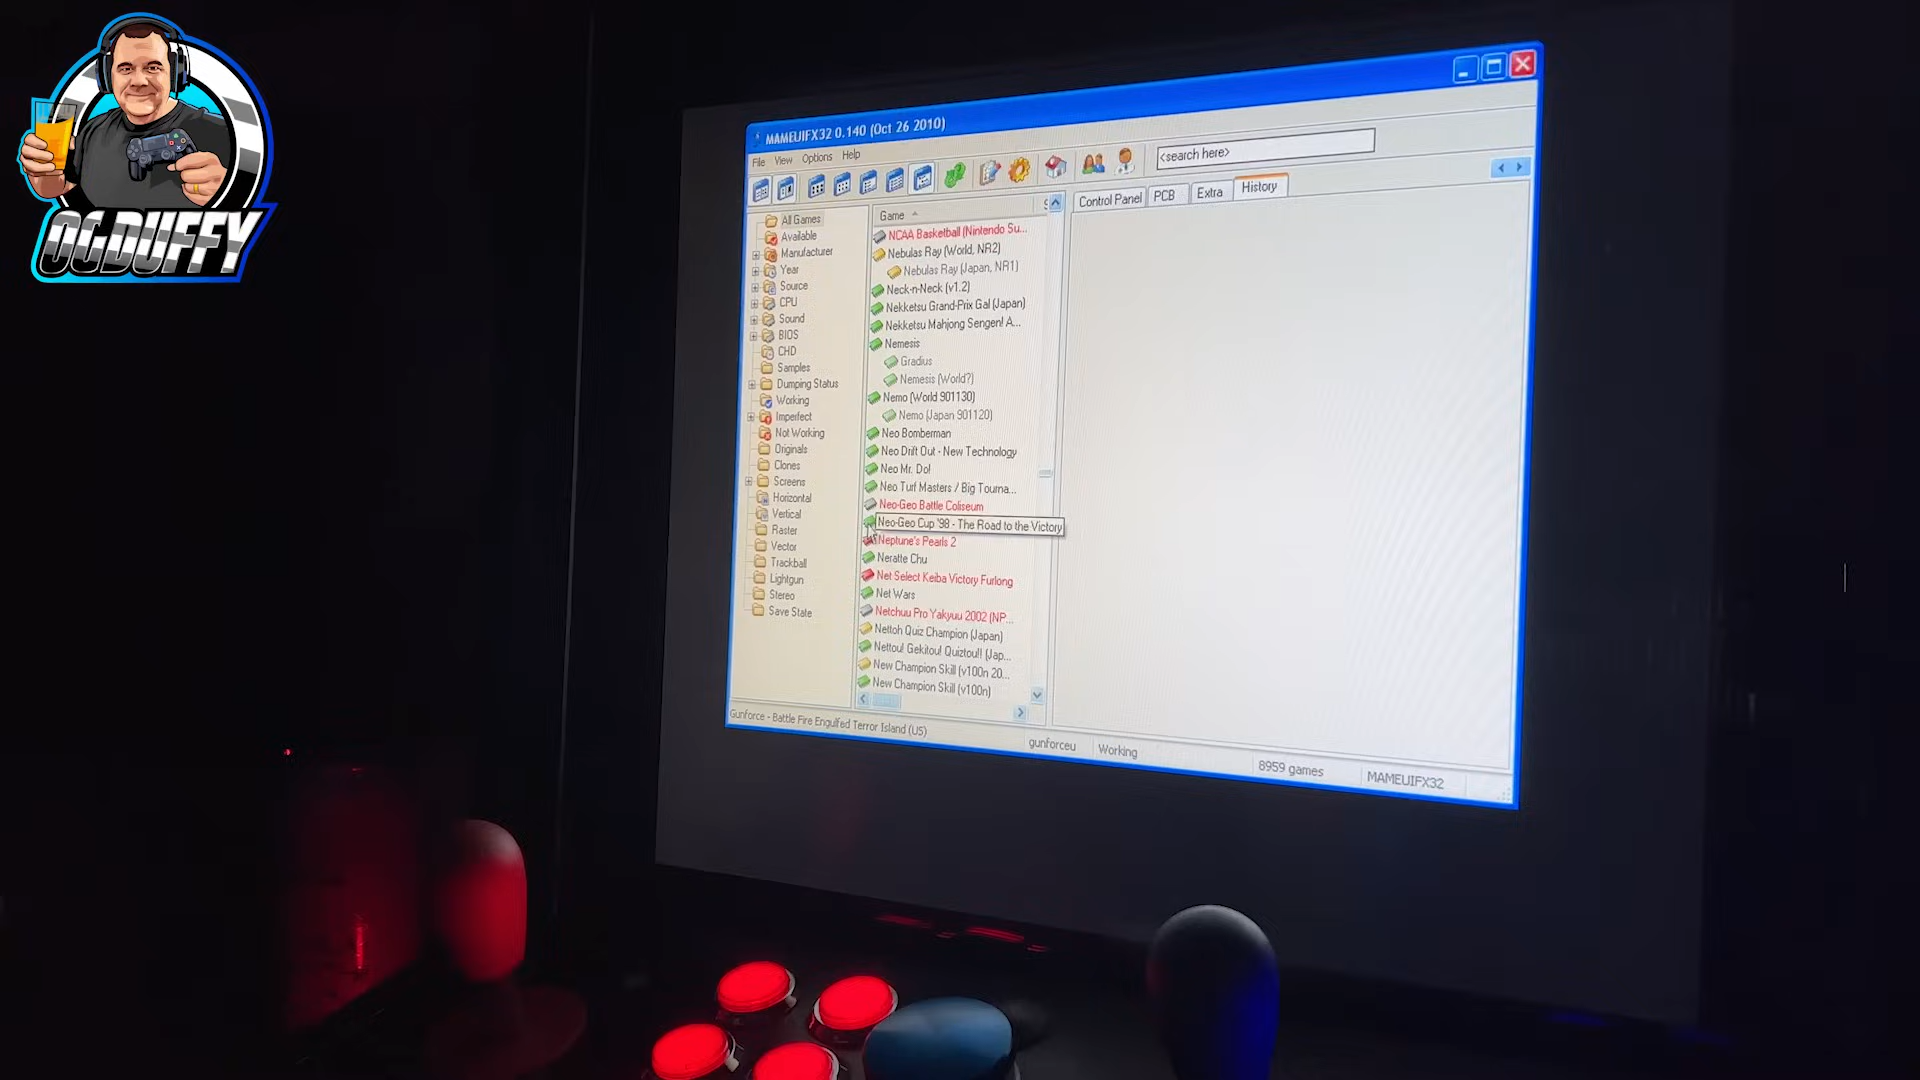 OGDUFFY
MAMEUIFX32 0.140 (Oct 26 2010)
File View Options Help
<search here>
Control Panel PCB Extra History
All Games
Available
Manufacturer
Year
Source
CPU
Sound
BIOS
CHD
Samples
Dumping Status
Working
Imperfect
Not Working
Originals
Clones
Screens
Horizontal
Vertical
Raster
Vector
Trackball
Lightgun
Stereo
Save State
Game
NCAA Basketball (Nintendo Su...
Nebulas Ray (World, NR2)
Nebulas Ray (Japan, NR1)
Neck-n-Neck (v1.2)
Nekketsu Grand-Prix Gal (Japan)
Nekketsu Mahjong Sengen! A...
Nemesis
Gradius
Nemesis (World?)
Nemo (World 901130)
Nemo (Japan 901120)
Neo Bomberman
Neo Drift Out - New Technology
Neo Mr. Do!
Neo Turf Masters / Big Tourna...
Neo-Geo Battle Coliseum
Neo-Geo Cup '98 - The Road to the Victory
Neptune's Pearls 2
Neratte Chu
Net Select Keiba Victory Furlong
Net Wars
Netchuu Pro Yakyuu 2002 (NP...
Nettoh Quiz Champion (Japan)
Nettou! Gekitou! Quiztou!! (Jap...
New Champion Skill (v100n 20...
New Champion Skill (v100n)
Gunforce - Battle Fire Engulfed Terror Island (US)
gunforceu
Working
8959 games
MAMEUIFX32